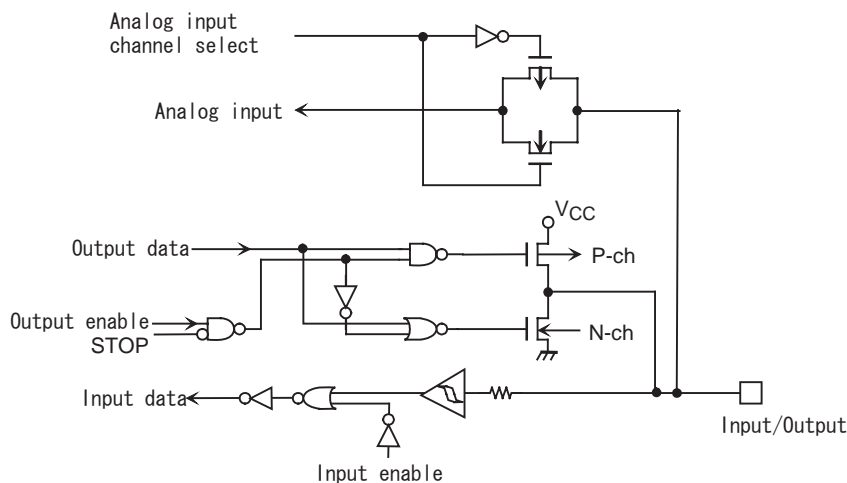 Analog input
channel select
Analog input
VCC
Output data
P-ch
Output enable
STOP
N-ch
Input data
Input/Output
Input enable